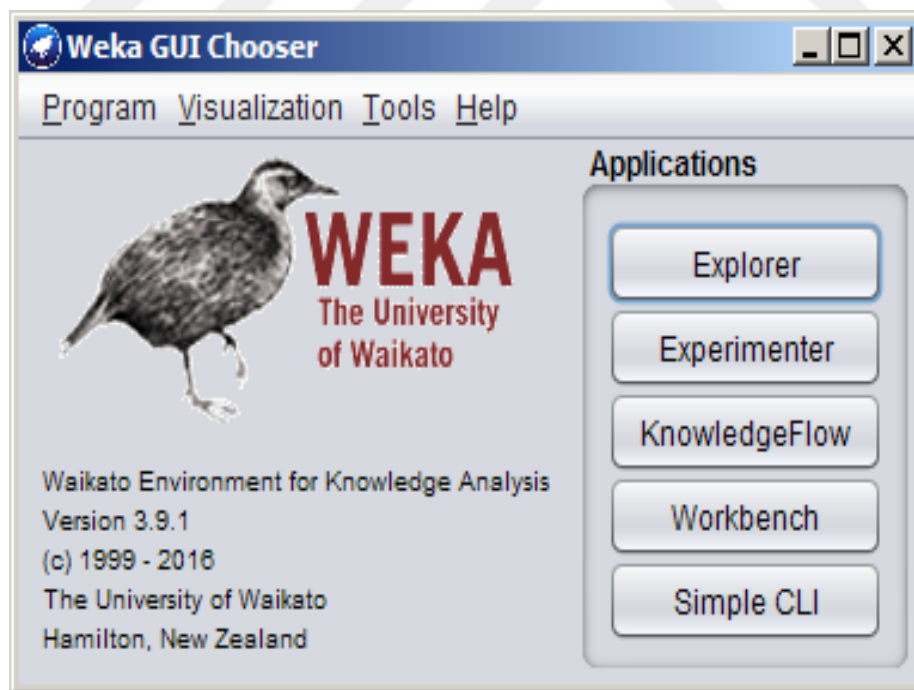 Weka GUI Chooser
Program Visualization Tools Help
WEKA
The University
of Waikato
Waikato Environment for Knowledge Analysis
Version 3.9.1
(c) 1999 - 2016
The University of Waikato
Hamilton, New Zealand
Applications
Explorer
Experimenter
KnowledgeFlow
Workbench
Simple CLI